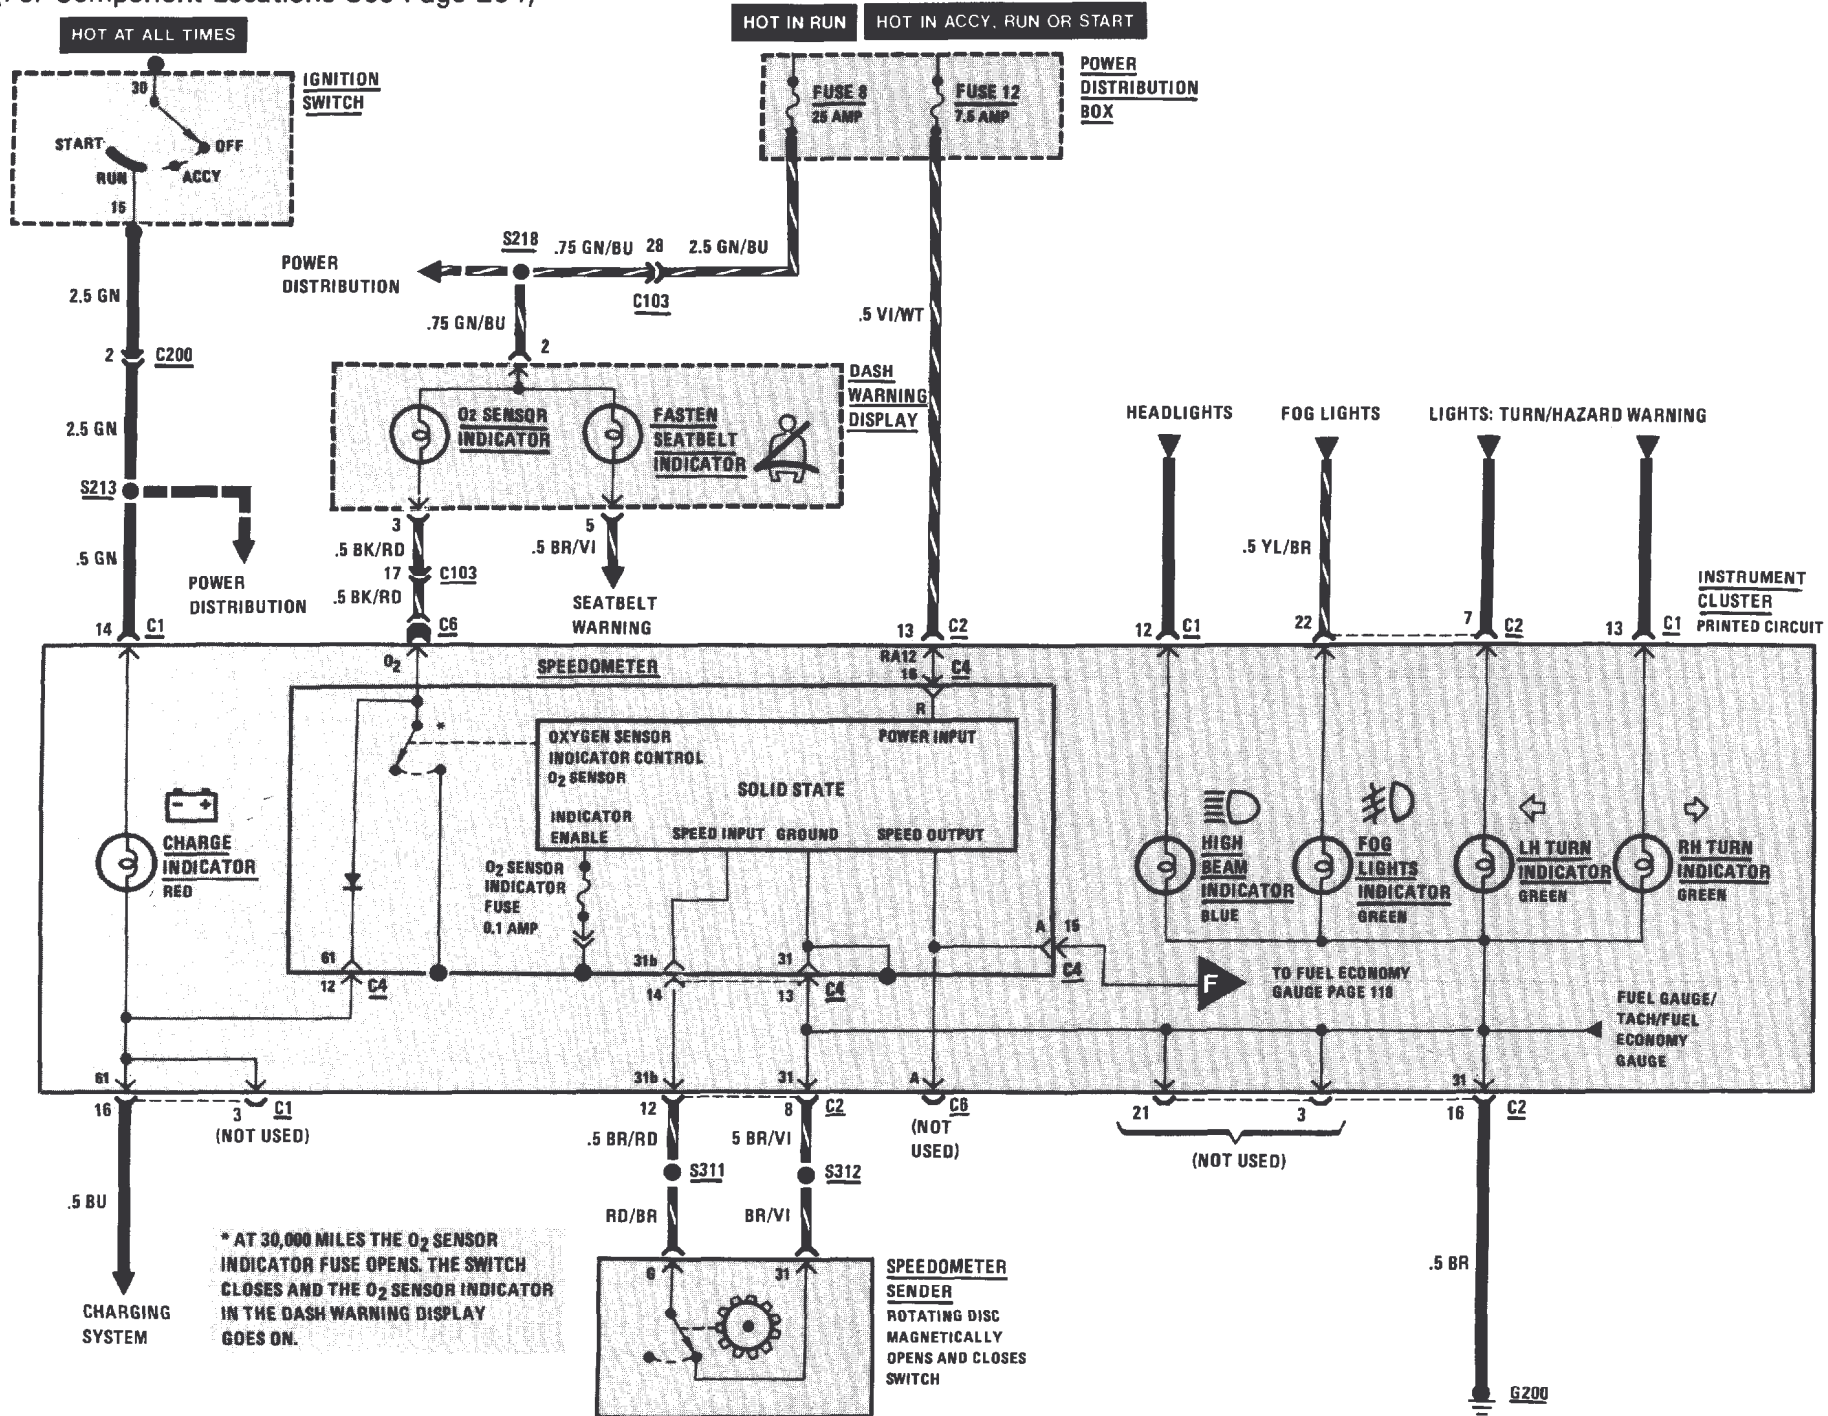 HOT AT ALL TIMES
HOT IN RUN
HOT IN ACCY, RUN OR START
30
IGNITION
SWITCH
START
OFF
RUN
ACCY
15
FUSE 8
25 AMP
FUSE 12
7.5 AMP
POWER
DISTRIBUTION
BOX
S218
.75 GN/BU
28
2.5 GN/BU
C103
POWER
DISTRIBUTION
2.5 GN
.75 GN/BU
.5 VI/WT
2
C200
2
DASH
WARNING
DISPLAY
O2 SENSOR
INDICATOR
FASTEN
SEATBELT
INDICATOR
HEADLIGHTS
FOG LIGHTS
LIGHTS: TURN/HAZARD WARNING
2.5 GN
S213
3
5
.5 BK/RD
.5 BR/VI
.5 YL/BR
.5 GN
17
C103
POWER
DISTRIBUTION
.5 BK/RD
SEATBELT
WARNING
INSTRUMENT
CLUSTER
PRINTED CIRCUIT
14
C1
C6
13
C2
12
C1
22
7
C2
13
C1
O2
SPEEDOMETER
RA12
16
C4
R
*
OXYGEN SENSOR
INDICATOR CONTROL
O2 SENSOR
POWER INPUT
SOLID STATE
INDICATOR
ENABLE
SPEED INPUT
GROUND
SPEED OUTPUT
CHARGE
INDICATOR
RED
O2 SENSOR
INDICATOR
FUSE
0.1 AMP
HIGH
BEAM
INDICATOR
BLUE
FOG
LIGHTS
INDICATOR
GREEN
LH TURN
INDICATOR
GREEN
RH TURN
INDICATOR
GREEN
A
15
C4
61
12
C4
31b
31
14
13
C4
F
TO FUEL ECONOMY
GAUGE PAGE 118
FUEL GAUGE/
TACH/FUEL
ECONOMY
GAUGE
61
31b
31
A
31
16
3
C1
(NOT USED)
12
8
C2
C6
(NOT
USED)
21
3
16
C2
(NOT USED)
.5 BR/RD
5 BR/VI
S311
S312
.5 BU
RD/BR
BR/VI
* AT 30,000 MILES THE O2 SENSOR
INDICATOR FUSE OPENS. THE SWITCH
CLOSES AND THE O2 SENSOR INDICATOR
IN THE DASH WARNING DISPLAY
GOES ON.
CHARGING
SYSTEM
G
31
SPEEDOMETER
SENDER
ROTATING DISC
MAGNETICALLY
OPENS AND CLOSES
SWITCH
.5 BR
G200